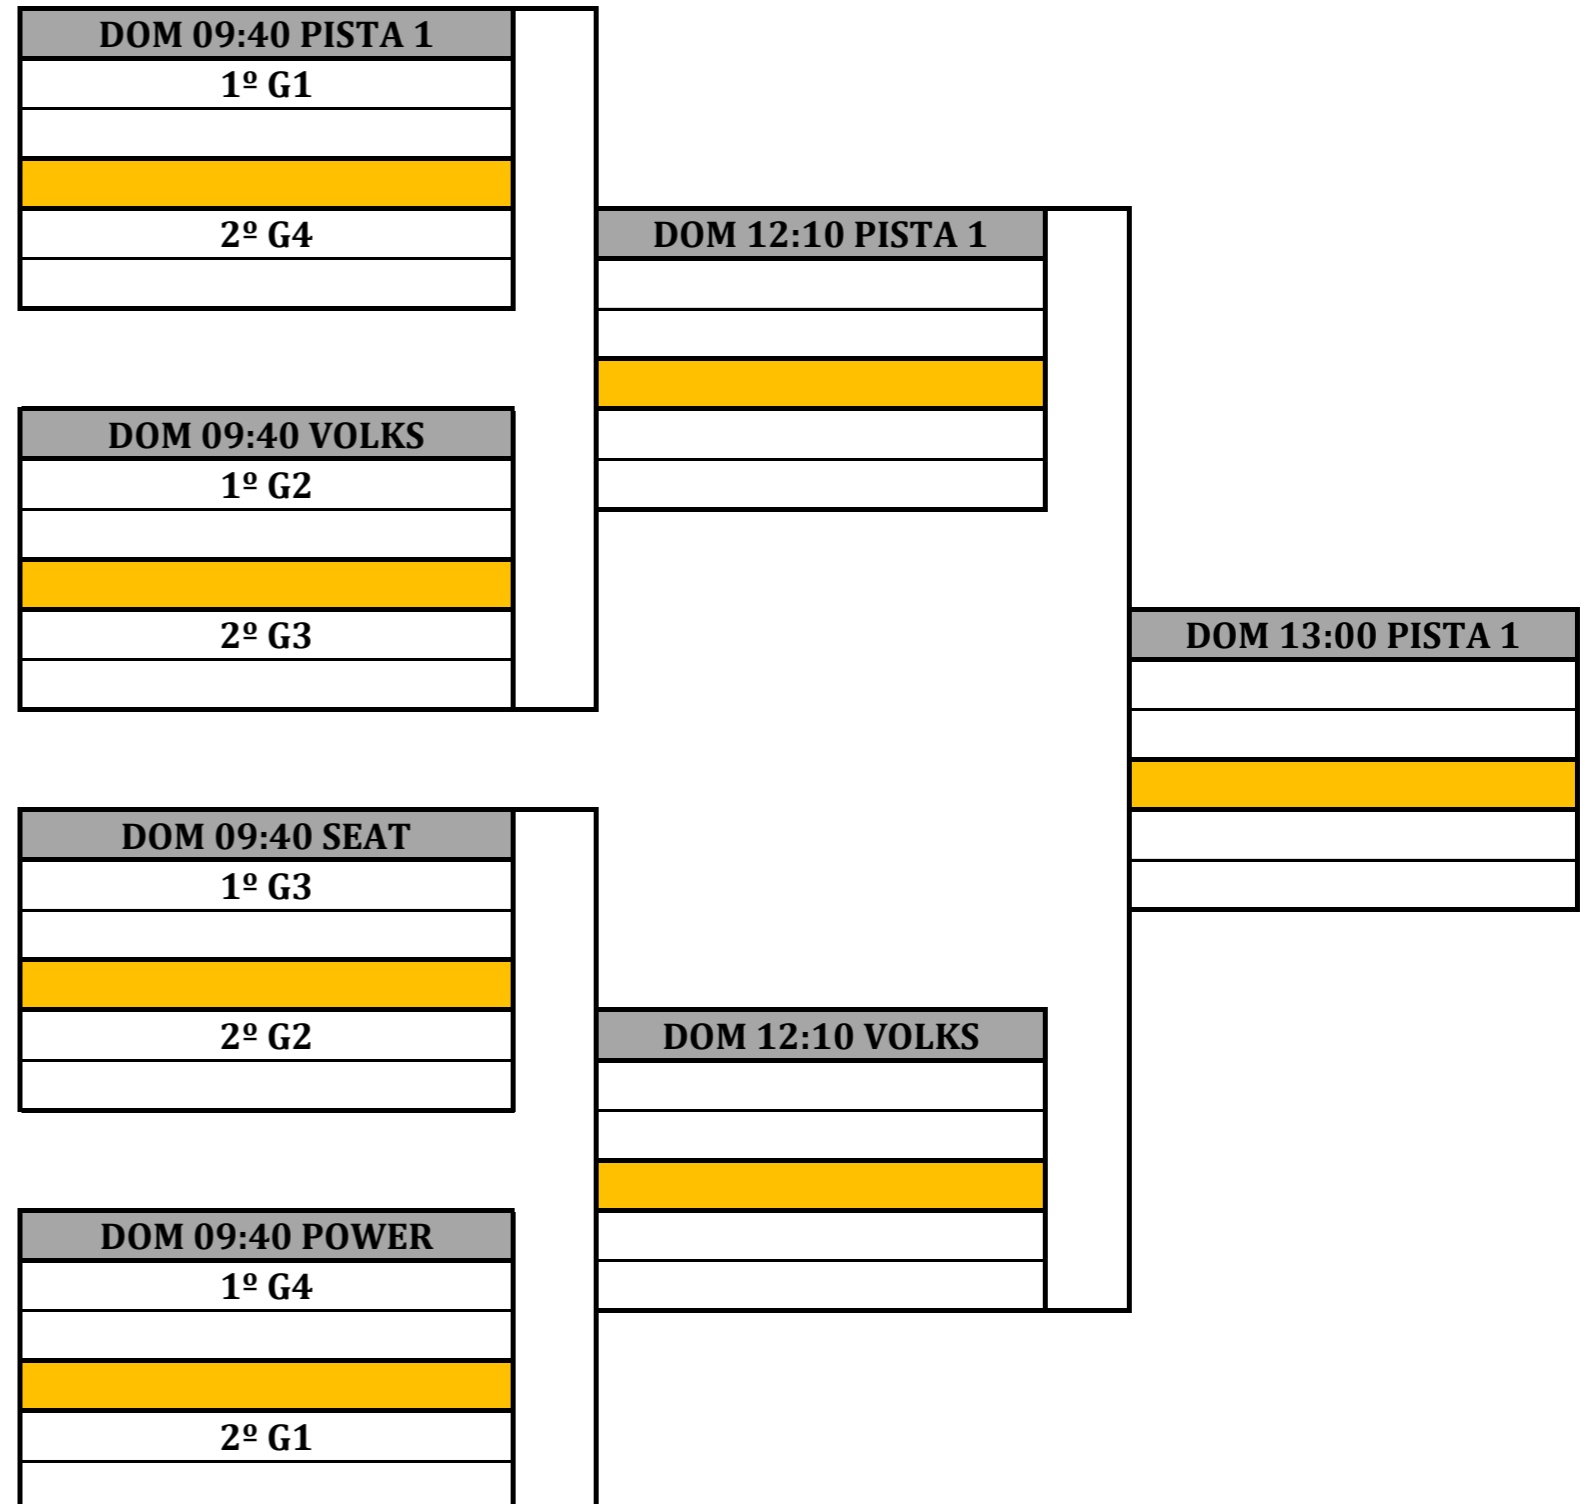 DOM 09:40 PISTA 1
1º G1
2º G4
DOM 09:40 VOLKS
1º G2
2º G3
DOM 09:40 SEAT
1º G3
2º G2
DOM 09:40 POWER
1º G4
2º G1
DOM 12:10 PISTA 1
DOM 12:10 VOLKS
DOM 13:00 PISTA 1